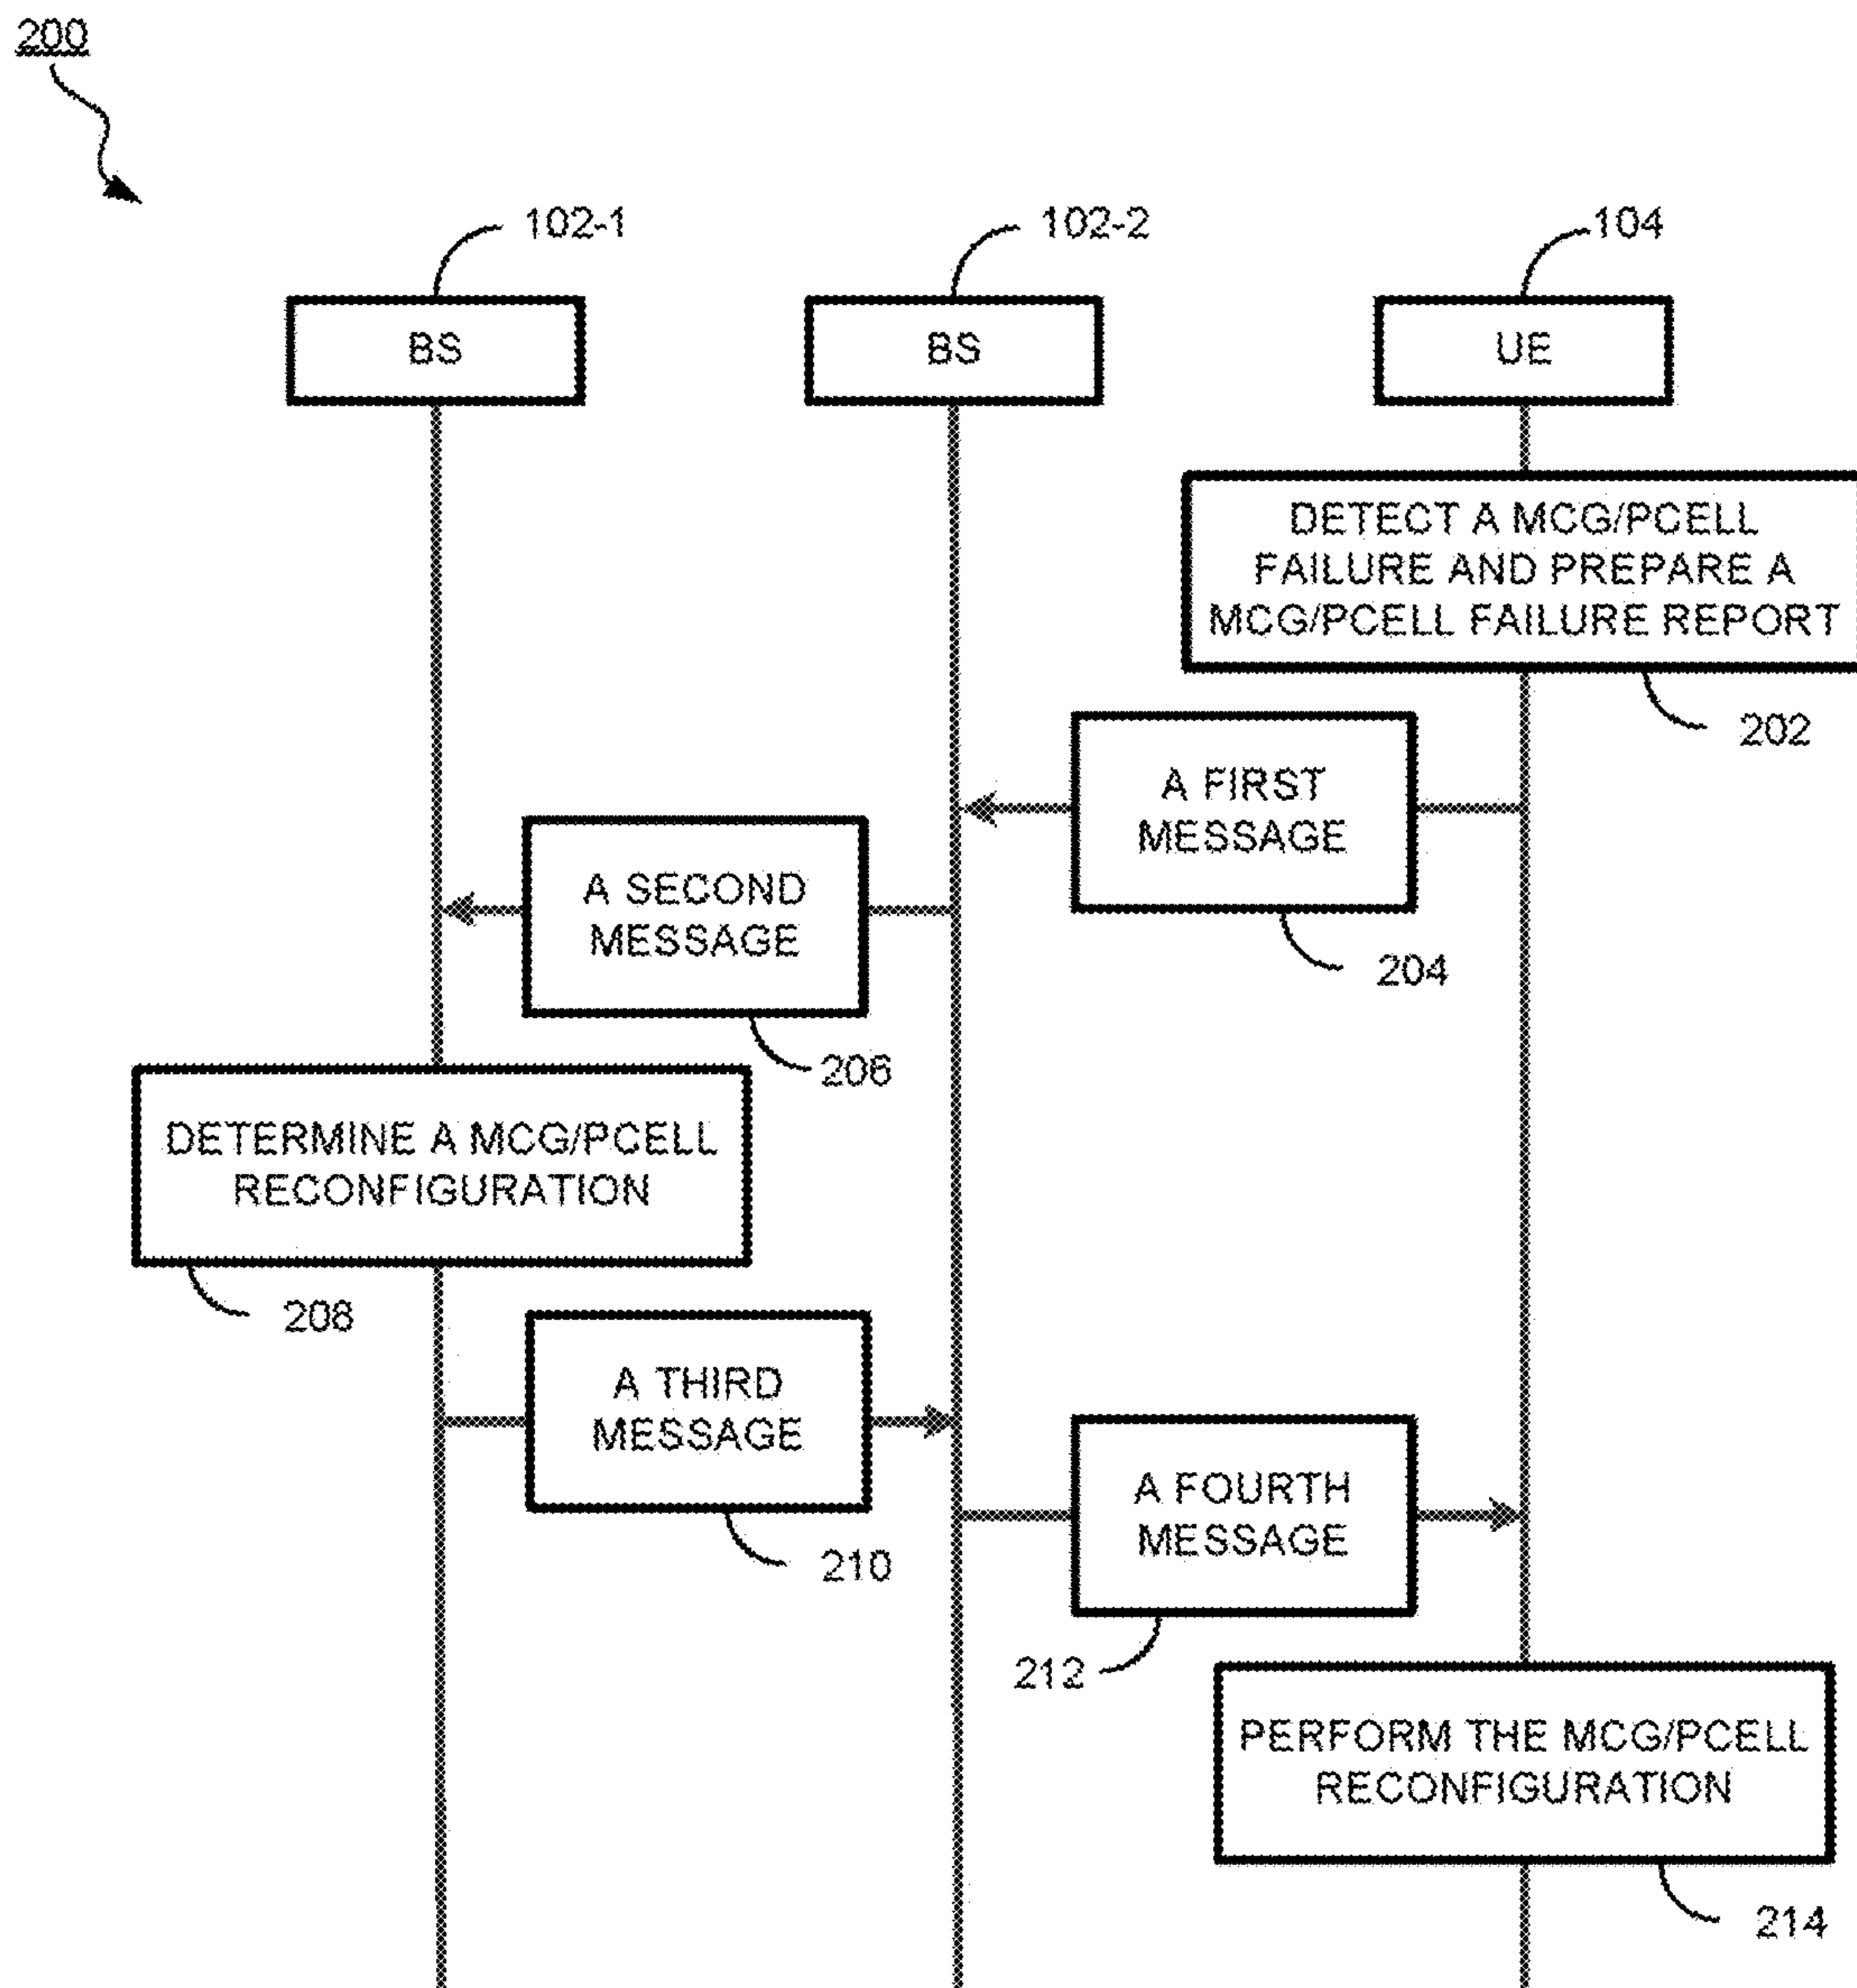 200
102-1
102-2
104
BS
BS
UE
DETECT A MCG/PCELL
FAILURE AND PREPARE A
MCG/PCELL FAILURE REPORT
202
A FIRST
MESSAGE
204
A SECOND
MESSAGE
206
DETERMINE A MCG/PCELL
RECONFIGURATION
208
A THIRD
MESSAGE
210
A FOURTH
MESSAGE
212
PERFORM THE MCG/PCELL
RECONFIGURATION
214